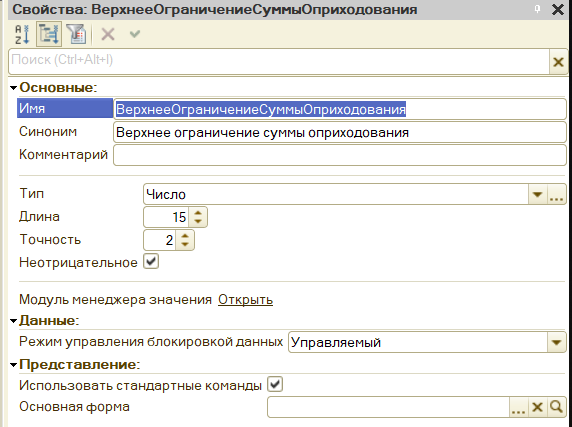 Свойства: ВерхнееОграничениеСуммыОприходования
Поиск (Ctrl+Alt+I)
Основные:
Имя ВерхнееОграничениеСуммыОприходования
Синоним Верхнее ограничение суммы оприходования
Комментарий
Тип Число
Длина 15
Точность 2
Неотрицательное
Модуль менеджера значения Открыть
Данные:
Режим управления блокировкой данных Управляемый
Представление:
Использовать стандартные команды
Основная форма